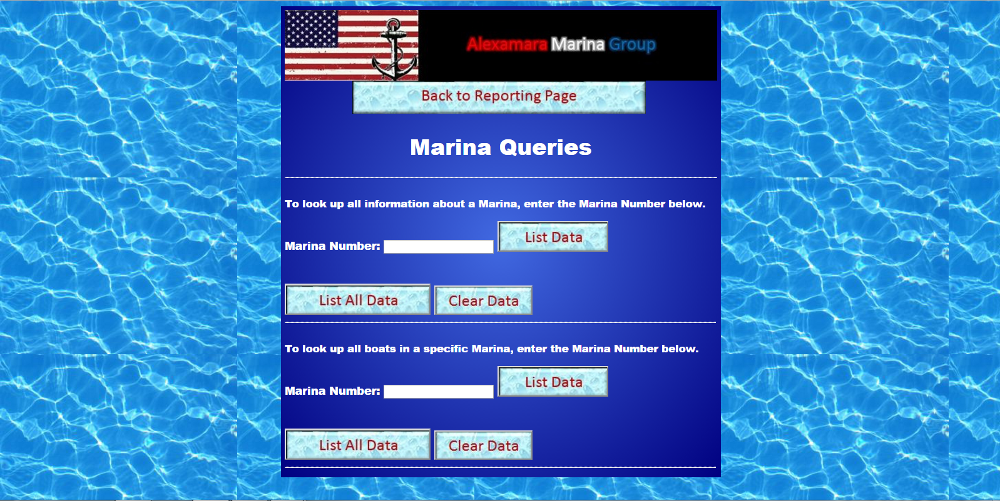 Alexamara Marina Group
Back to Reporting Page
Marina Queries
To look up all information about a Marina, enter the Marina Number below.
Marina Number: List Data
List All Data Clear Data
To look up all boats in a specific Marina, enter the Marina Number below.
Marina Number: List Data
List All Data Clear Data